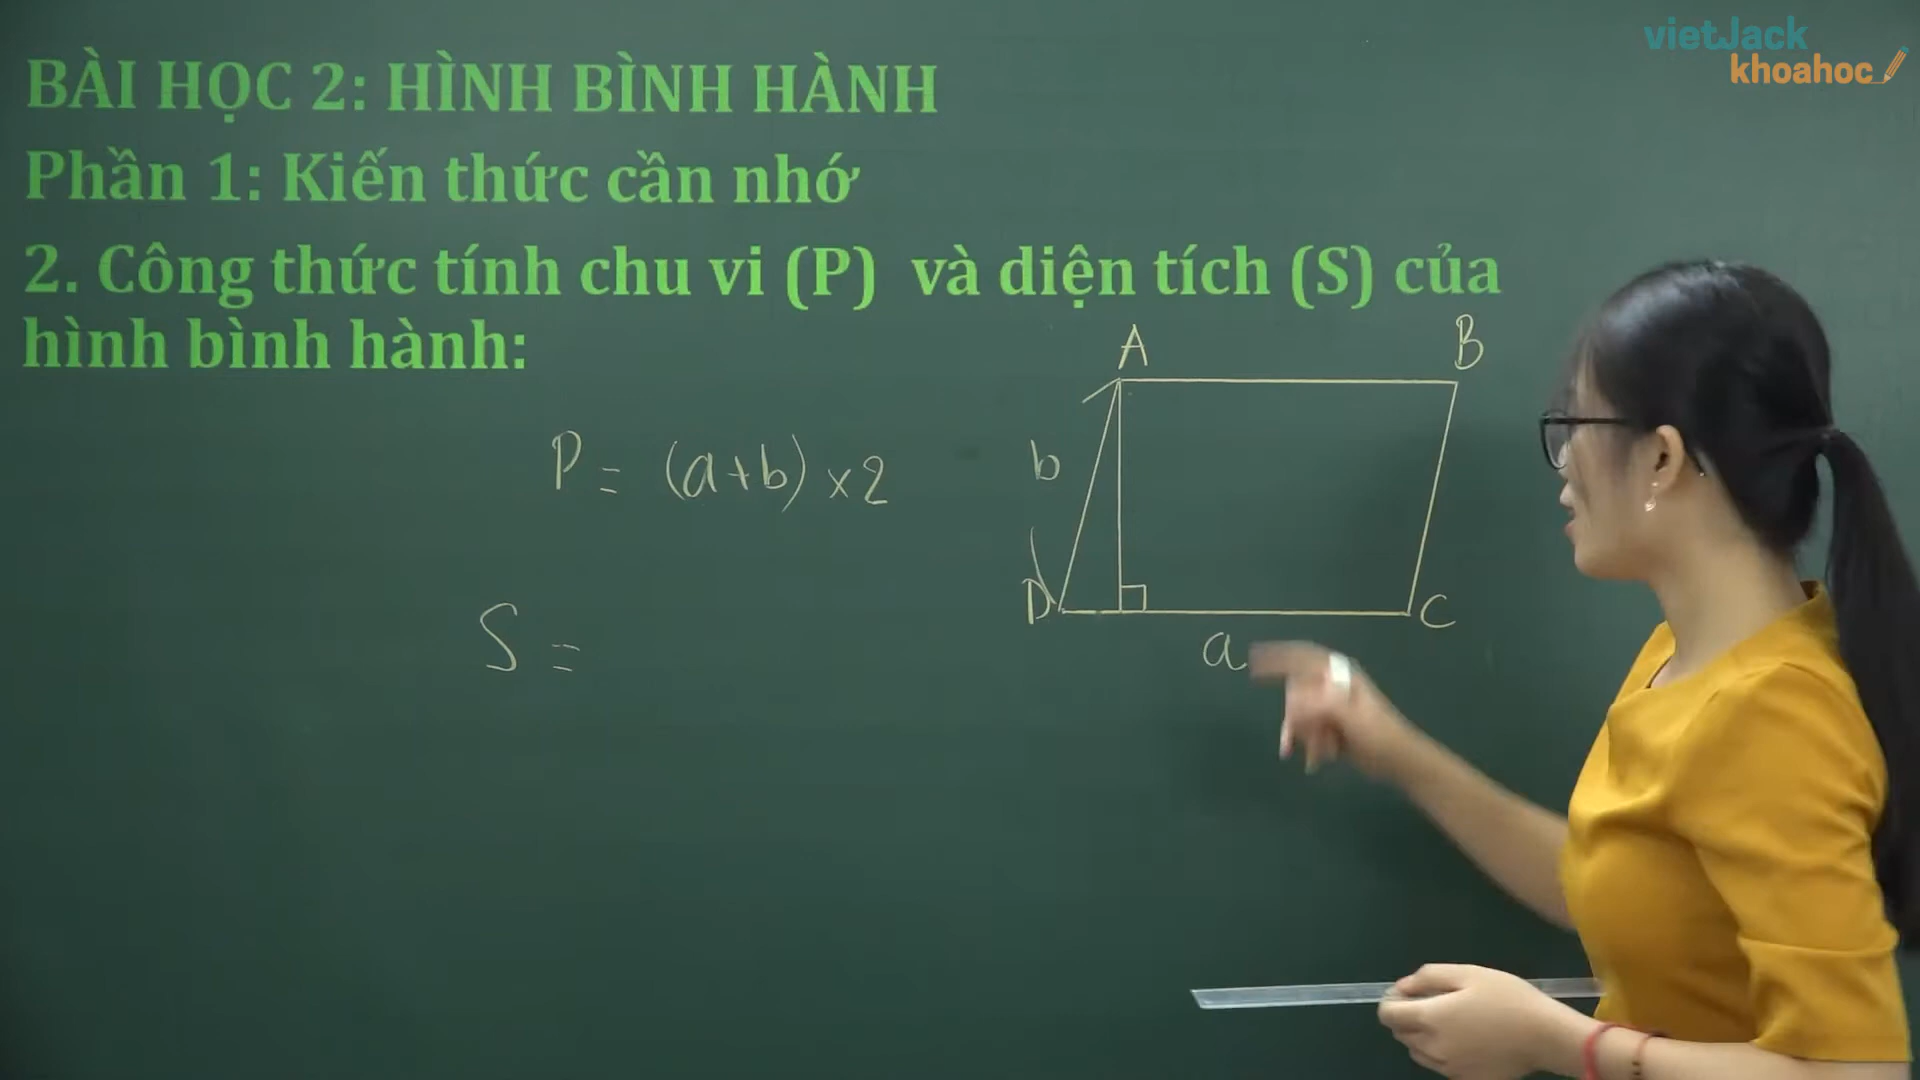 vietJack
khoahoc
BÀI HỌC 2: HÌNH BÌNH HÀNH
Phần 1: Kiến thức cần nhớ
2. Công thức tính chu vi (P) và diện tích (S) của
hình bình hành:
A
B
P = (a+b) × 2
b
D
C
S =
a